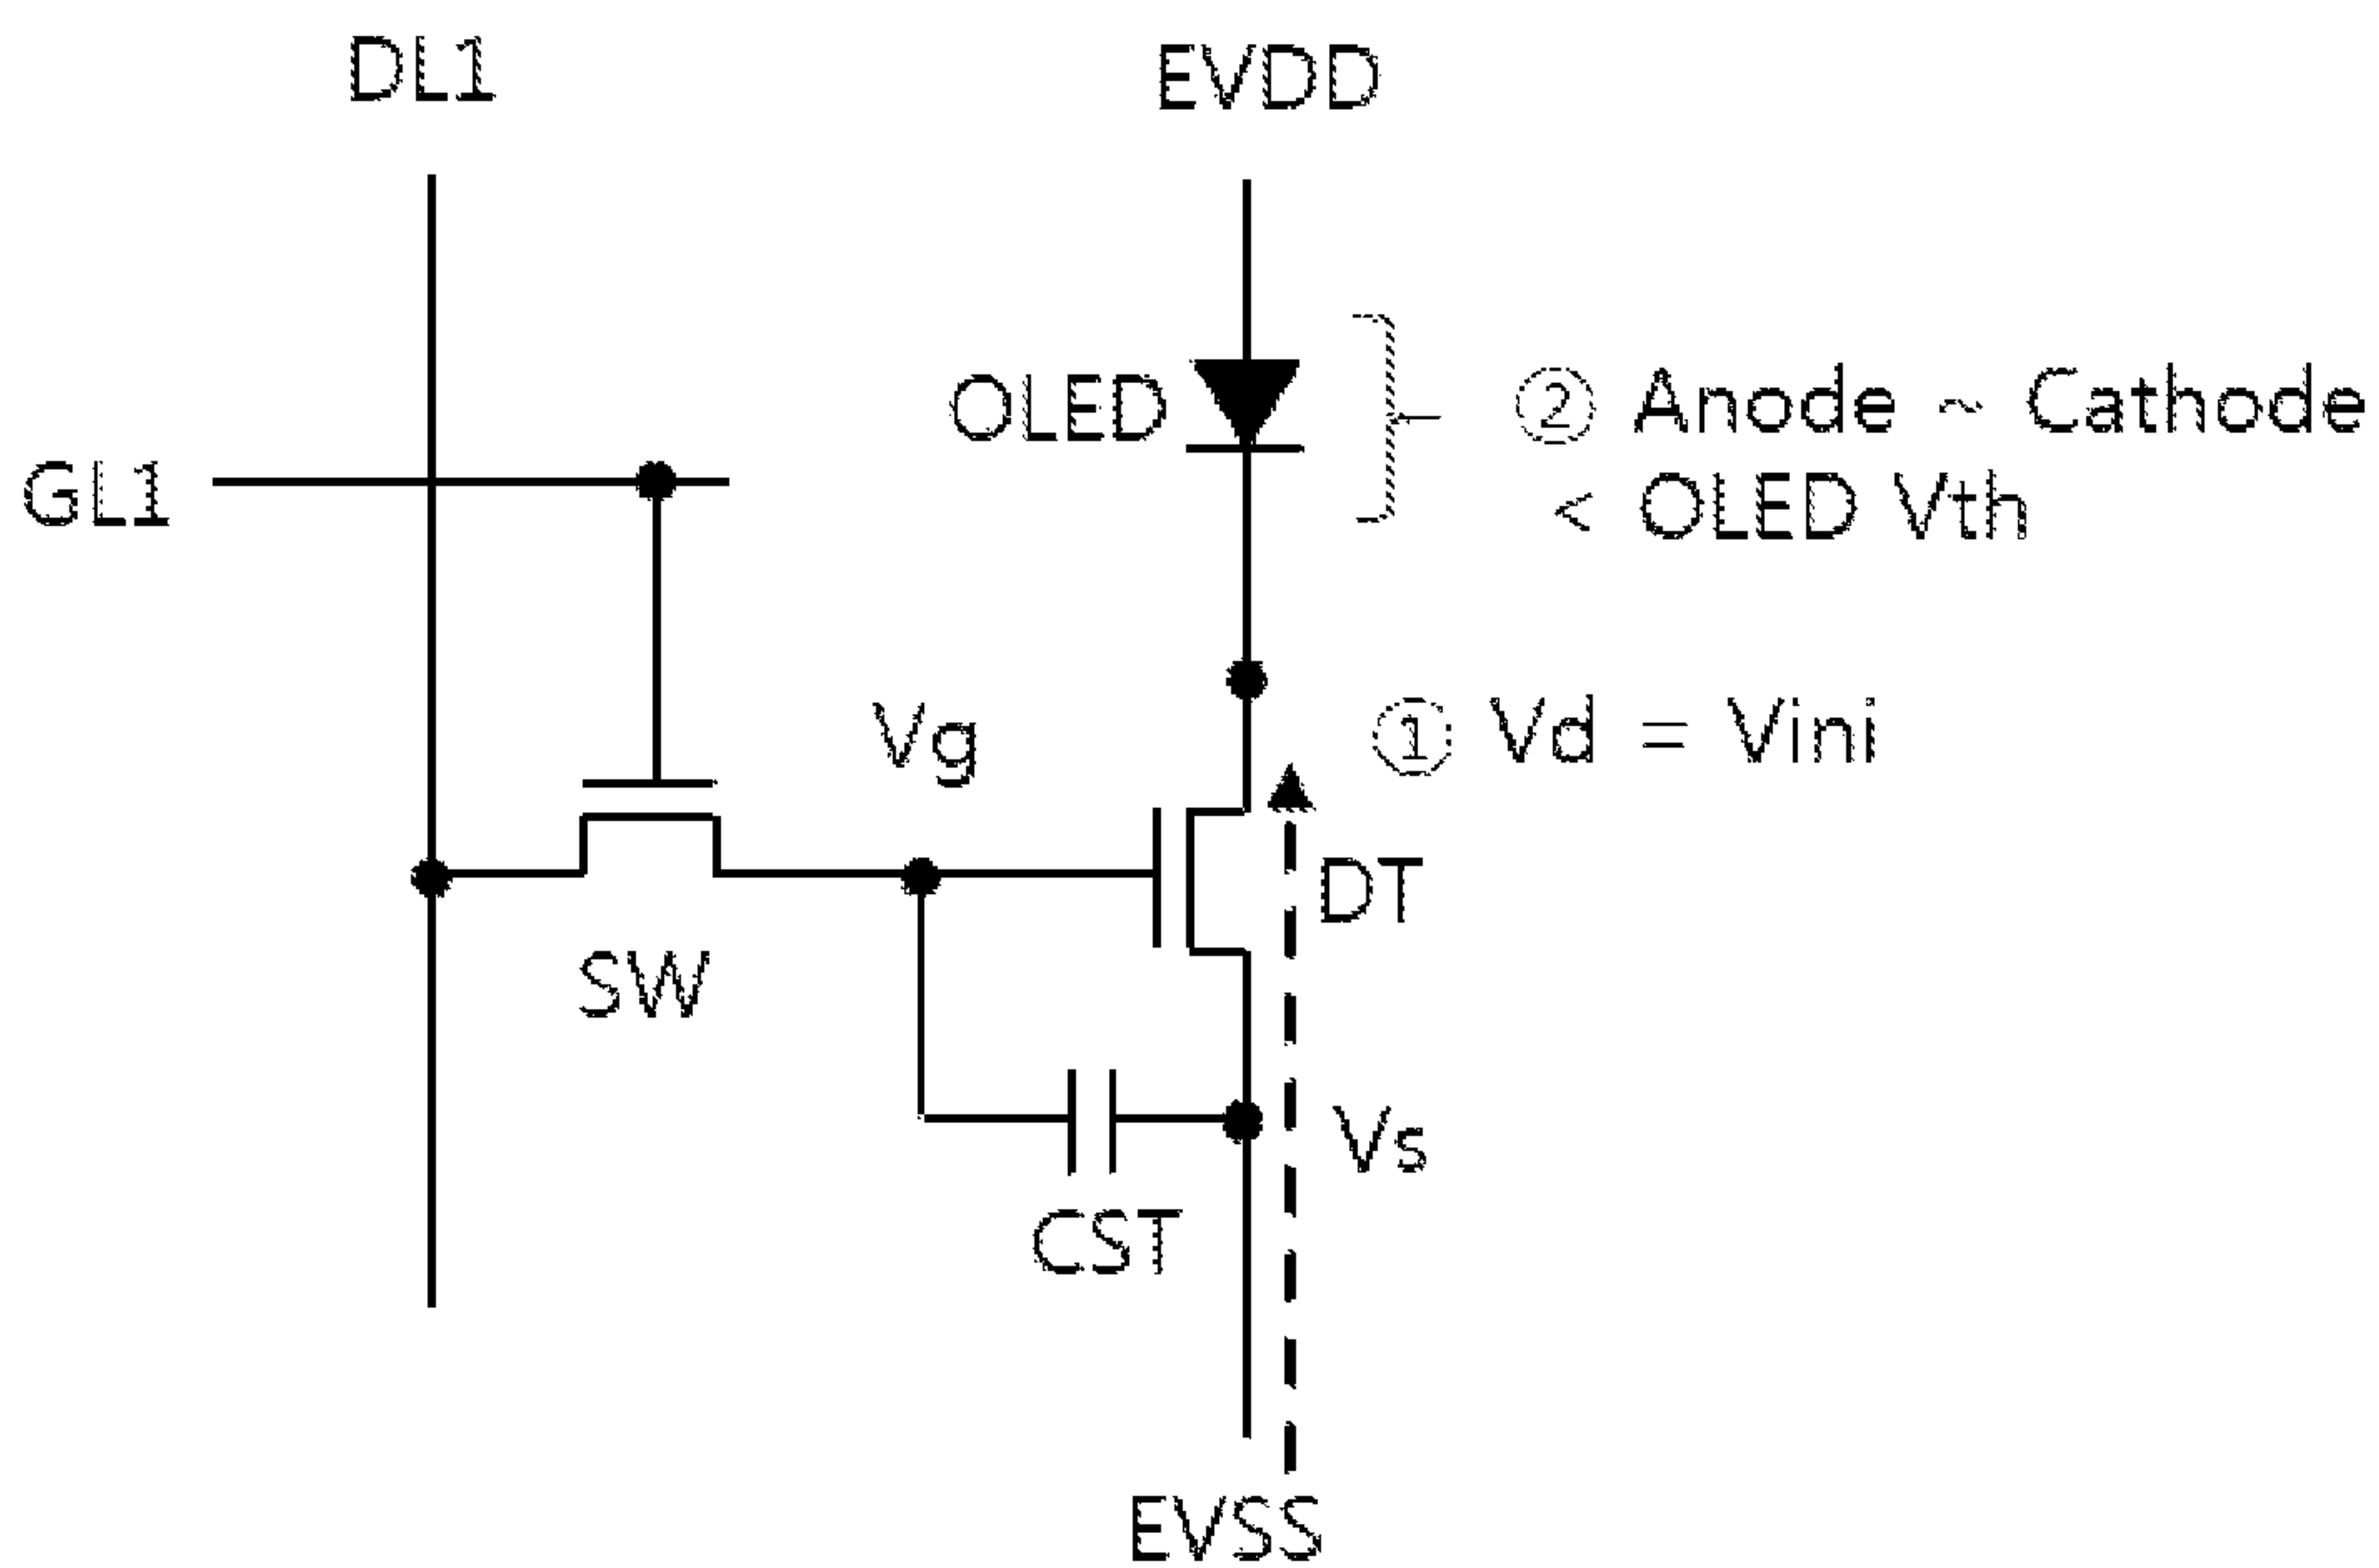 DL1
EVDD
OLED
② Anode ~ Cathode
< OLED Vth
GL1
Vg
① Vd = Vini
DT
SW
Vs
CST
EVSS